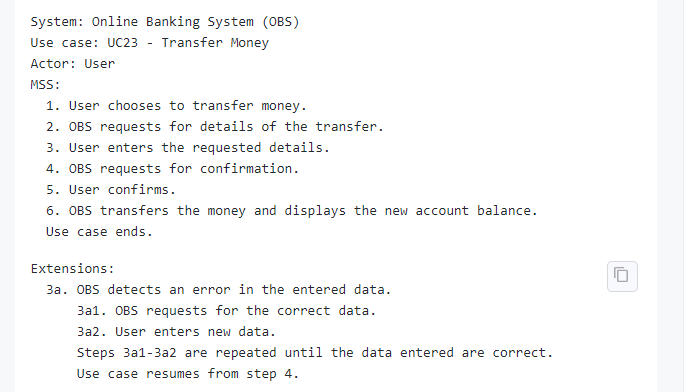 System: Online Banking System (OBS)
Use case: UC23 - Transfer Money
Actor: User
MSS:
1. User chooses to transfer money.
2. OBS requests for details of the transfer.
3. User enters the requested details.
4. OBS requests for confirmation.
5. User confirms.
6. OBS transfers the money and displays the new account balance.
Use case ends.
Extensions:
3a. OBS detects an error in the entered data.
3a1. OBS requests for the correct data.
3a2. User enters new data.
Steps 3a1-3a2 are repeated until the data entered are correct.
Use case resumes from step 4.